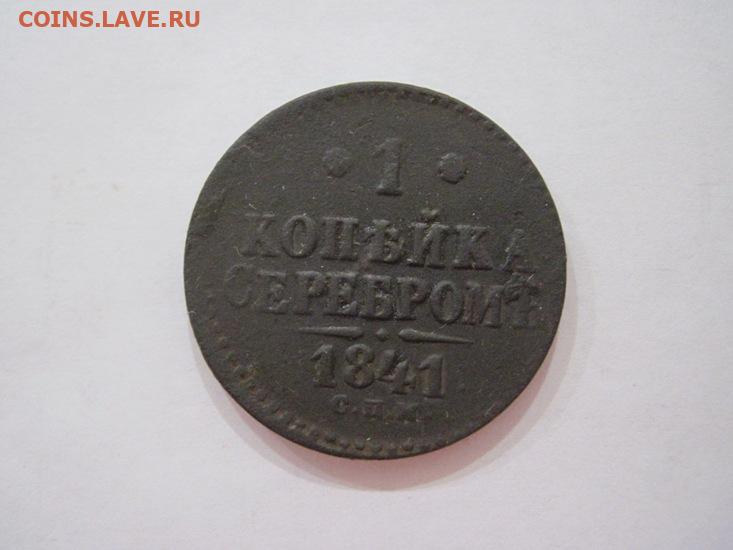 COINS.LAVE.RU
• 1 •
КОПѢЙКА
СЕРЕБРОМЪ
1841
С.П.М.